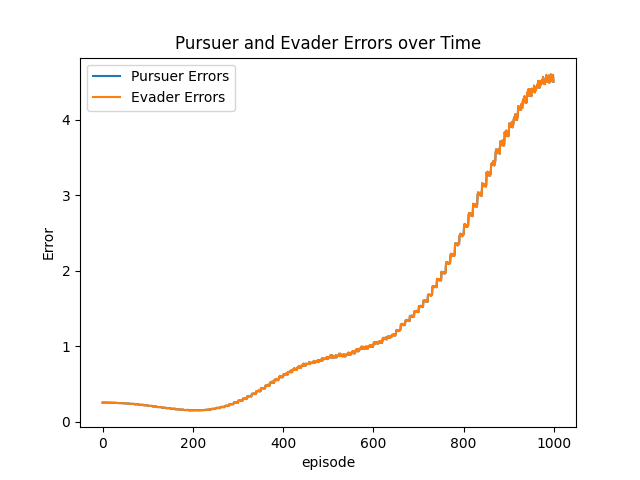 Pursuer and Evader Errors over Time
Pursuer Errors
Evader Errors
Error
4
3
2
1
0
0 200 400 600 800 1000
episode